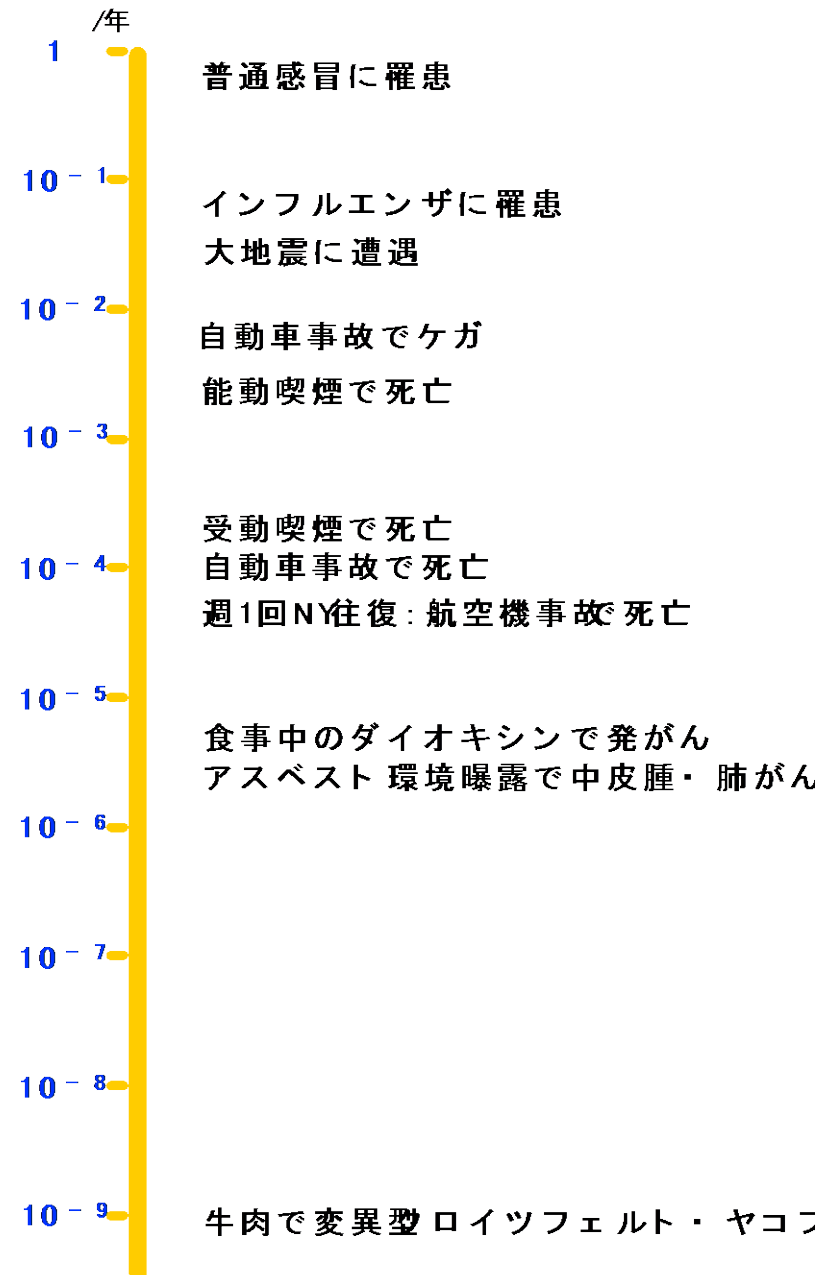 /年
1
普通感冒に罹患
10⁻¹
インフルエンザに罹患
大地震に遭遇
10⁻²
自動車事故でケガ
能動喫煙で死亡
10⁻³
受動喫煙で死亡
10⁻⁴
自動車事故で死亡
週1回NY往復:航空機事故で死亡
10⁻⁵
食事中のダイオキシンで発がん
アスベスト環境曝露で中皮腫・肺がん
10⁻⁶
10⁻⁷
10⁻⁸
10⁻⁹
牛肉で変異型クロイツフェルト・ヤコブ